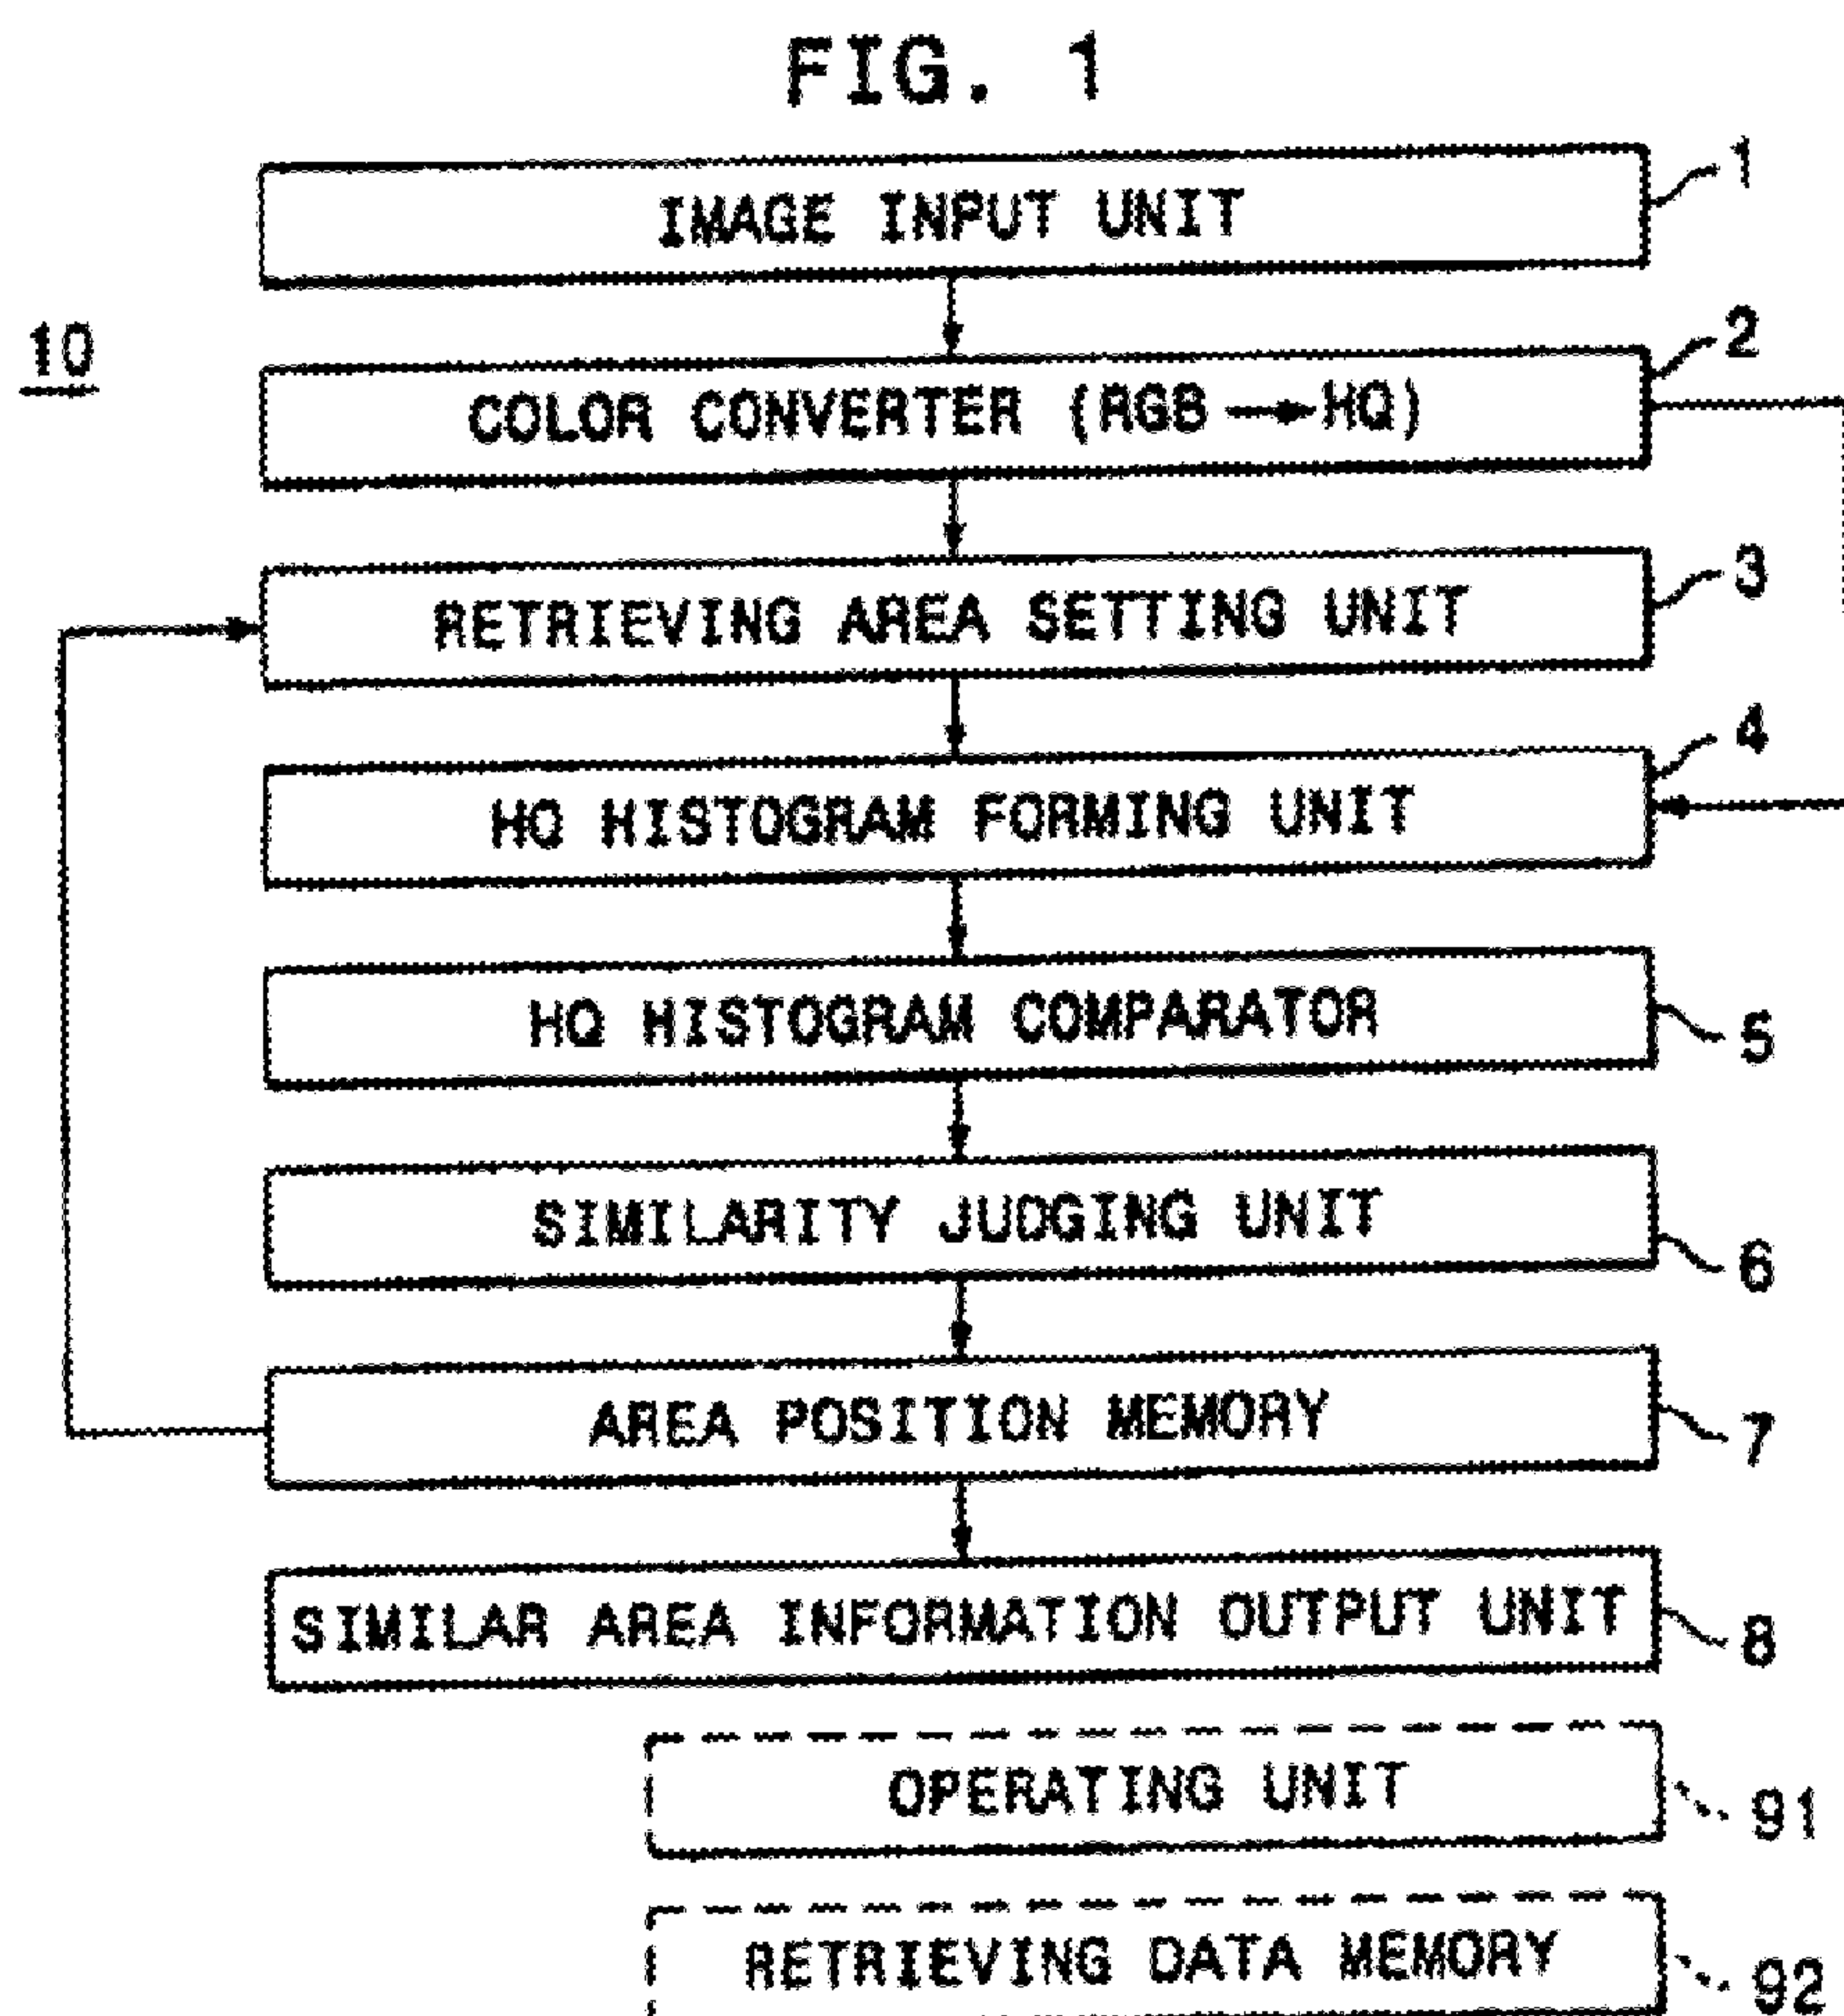 FIG. 1
IMAGE INPUT UNIT
1
10
COLOR CONVERTER (RGB → HQ)
2
RETRIEVING AREA SETTING UNIT
3
HQ HISTOGRAM FORMING UNIT
4
HQ HISTOGRAM COMPARATOR
5
SIMILARITY JUDGING UNIT
6
AREA POSITION MEMORY
7
SIMILAR AREA INFORMATION OUTPUT UNIT
8
OPERATING UNIT
91
RETRIEVING DATA MEMORY
92